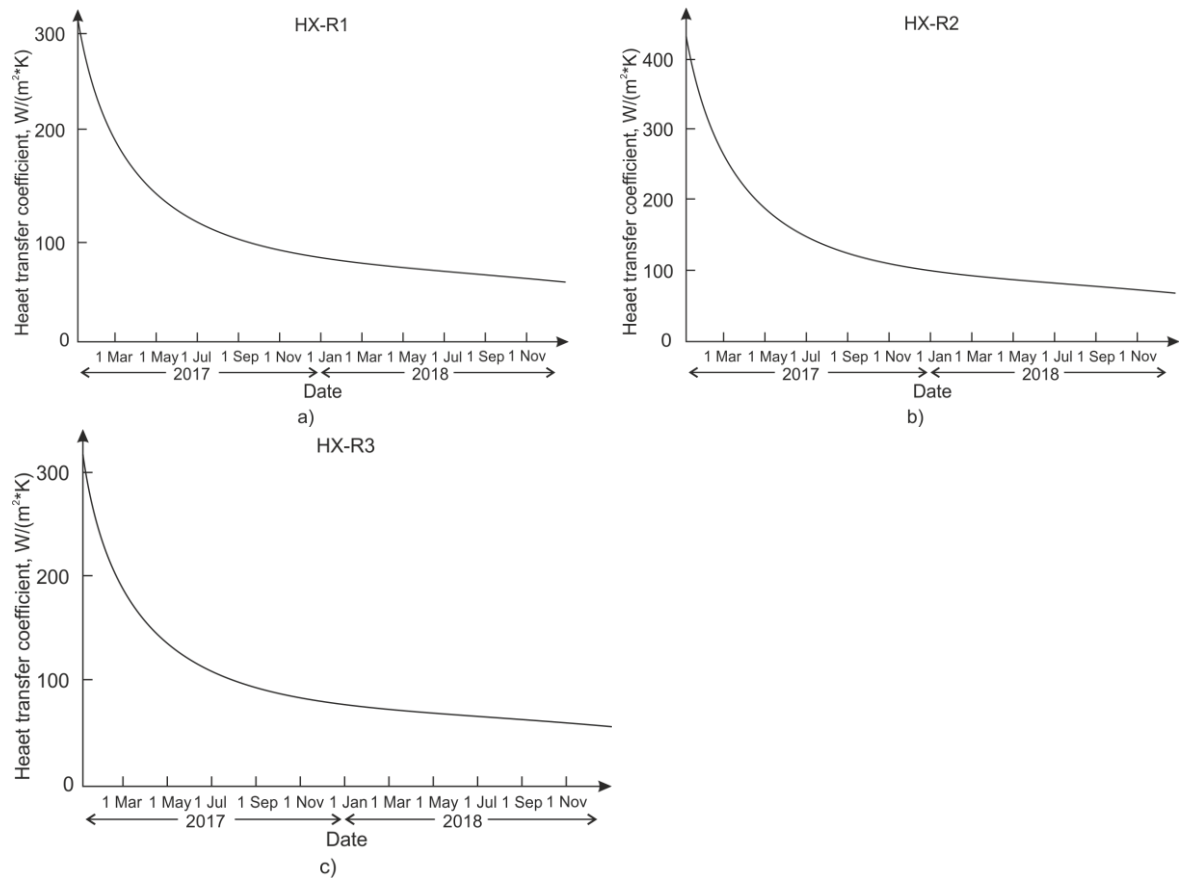 HX-R1
Heaet transfer coefficient, W/(m²*K)
300
200
100
0
1 Mar 1 May 1 Jul 1 Sep 1 Nov 1 Jan 1 Mar 1 May 1 Jul 1 Sep 1 Nov
2017 2018
Date
a)
HX-R2
Heaet transfer coefficient, W/(m²*K)
400
300
200
100
0
1 Mar 1 May 1 Jul 1 Sep 1 Nov 1 Jan 1 Mar 1 May 1 Jul 1 Sep 1 Nov
2017 2018
Date
b)
HX-R3
Heaet transfer coefficient, W/(m²*K)
300
200
100
0
1 Mar 1 May 1 Jul 1 Sep 1 Nov 1 Jan 1 Mar 1 May 1 Jul 1 Sep 1 Nov
2017 2018
Date
c)